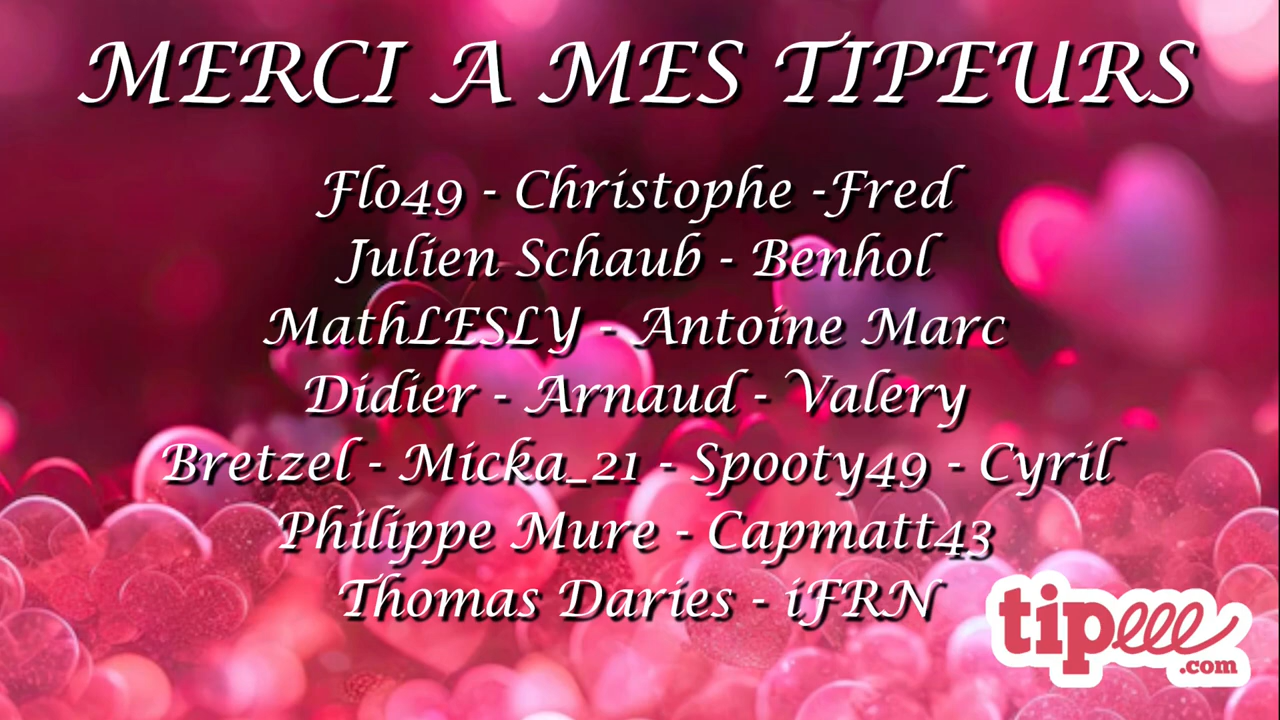 MERCI A MES TIPEURS
Flo49 - Christophe -Fred
Julien Schaub - Benhol
MathLESLY - Antoine Marc
Didier - Arnaud - Valery
Bretzel - Micka_21 - Spooty49 - Cyril
Philippe Mure - Capmatt43
Thomas Daries - iFRN
tipeee
.com